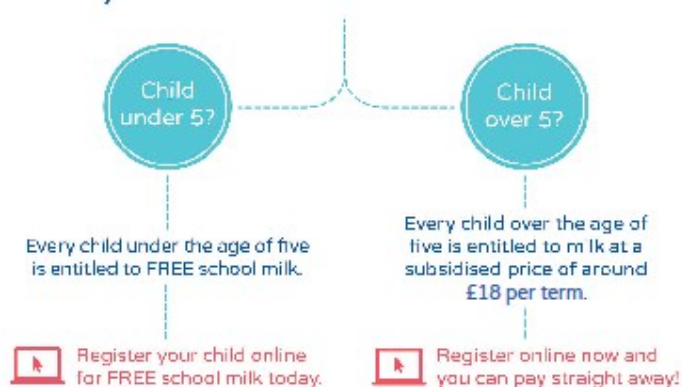 Child
under 5?
Child
over 5?
Every child under the age of five
is entitled to FREE school milk.
Every child over the age of
five is entitled to milk at a
subsidised price of around
£18 per term.
Register your child online
for FREE school milk today.
Register online now and
you can pay straight away!